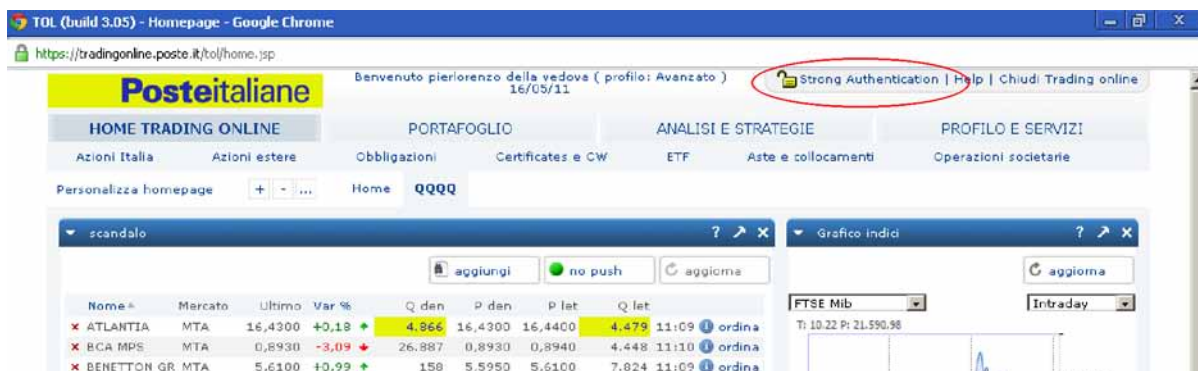 TOL (build 3.05) - Homepage - Google Chrome
https://tradingonline.poste.it/tol/home.jsp
Posteitaliane
Benvenuto pierlorenzo della vedova ( profilo: Avanzato )
16/05/11
Strong Authentication | Help | Chiudi Trading online
HOME TRADING ONLINE PORTAFOGLIO ANALISI E STRATEGIE PROFILO E SERVIZI
Azioni Italia Azioni estere Obbligazioni Certificates e CW ETF Aste e collocamenti Operazioni societarie
Personalizza homepage + - ... Home QQQQ
scandalo ?
Grafico indici ?
aggiungi no push aggiorna
aggiorna
Nome Mercato Ultimo Var % Q den P den P let Q let
FTSE Mib Intraday
ATLANTIA MTA 16,4300 +0,18 4.866 16,4300 16,4400 4.479 11:09 ordina
T: 10.22 P: 21.590.98
BCA MPS MTA 0,8930 -3,09 26.887 0,8930 0,8940 4.448 11:10 ordina
BENETTON GR MTA 5,6100 +0,99 158 5,5950 5,6100 7.824 11:09 ordina